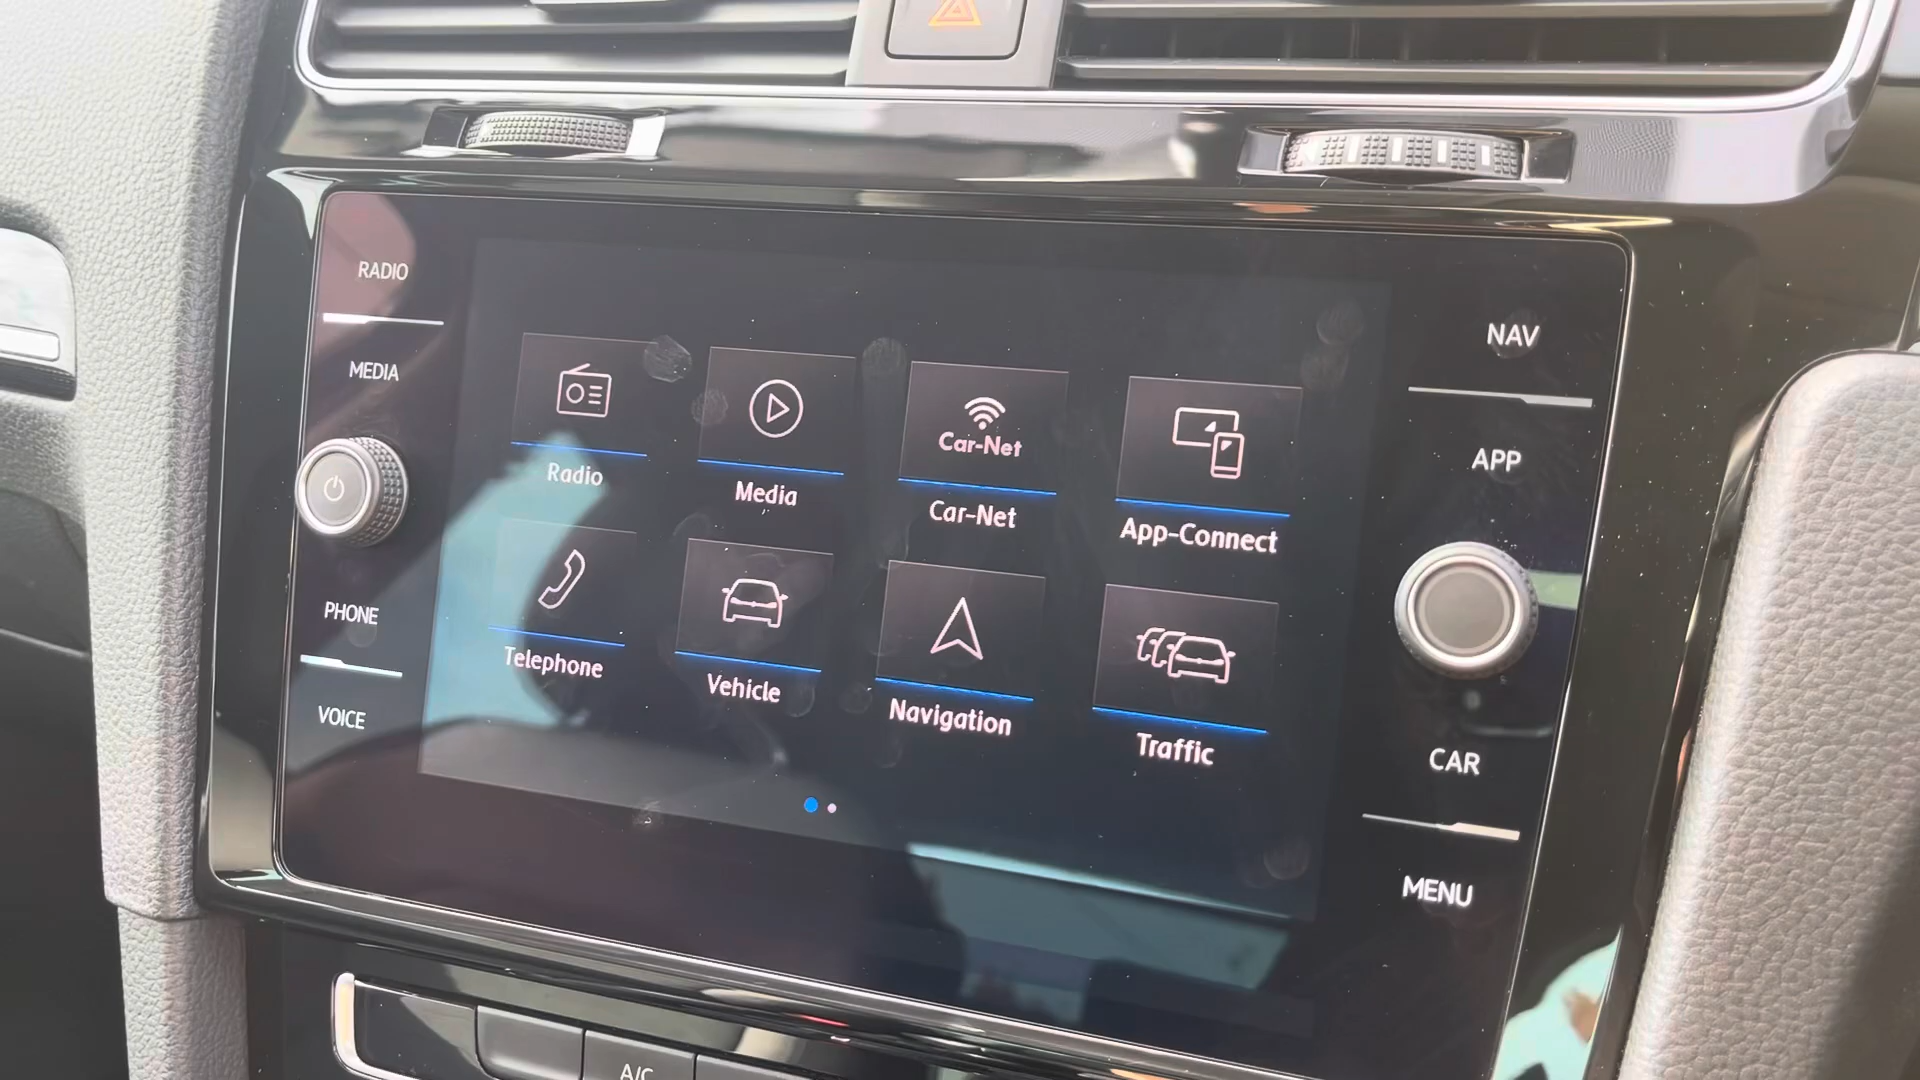 RADIO
MEDIA
PHONE
VOICE
Radio
Media
Car-Net
Car-Net
App-Connect
Telephone
Vehicle
Navigation
Traffic
NAV
APP
CAR
MENU
A/C